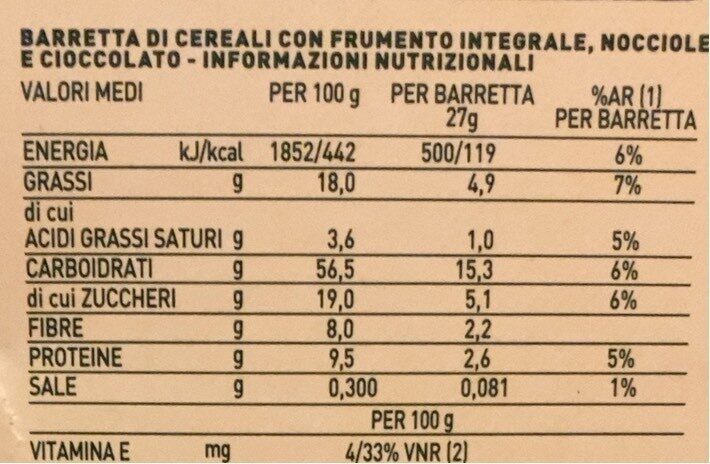 BARRETTA DI CEREALI CON FRUMENTO INTEGRALE, NOCCIOLE
E CIOCCOLATO - INFORMAZIONI NUTRIZIONALI
VALORI MEDI PER 100 g PER BARRETTA %AR (1)
27g PER BARRETTA
ENERGIA kJ/kcal 1852/442 500/119 6%
GRASSI g 18,0 4,9 7%
di cui
ACIDI GRASSI SATURI g 3,6 1,0 5%
CARBOIDRATI g 56,5 15,3 6%
di cui ZUCCHERI g 19,0 5,1 6%
FIBRE g 8,0 2,2
PROTEINE g 9,5 2,6 5%
SALE g 0,300 0,081 1%
PER 100 g
VITAMINA E mg 4/33% VNR (2)